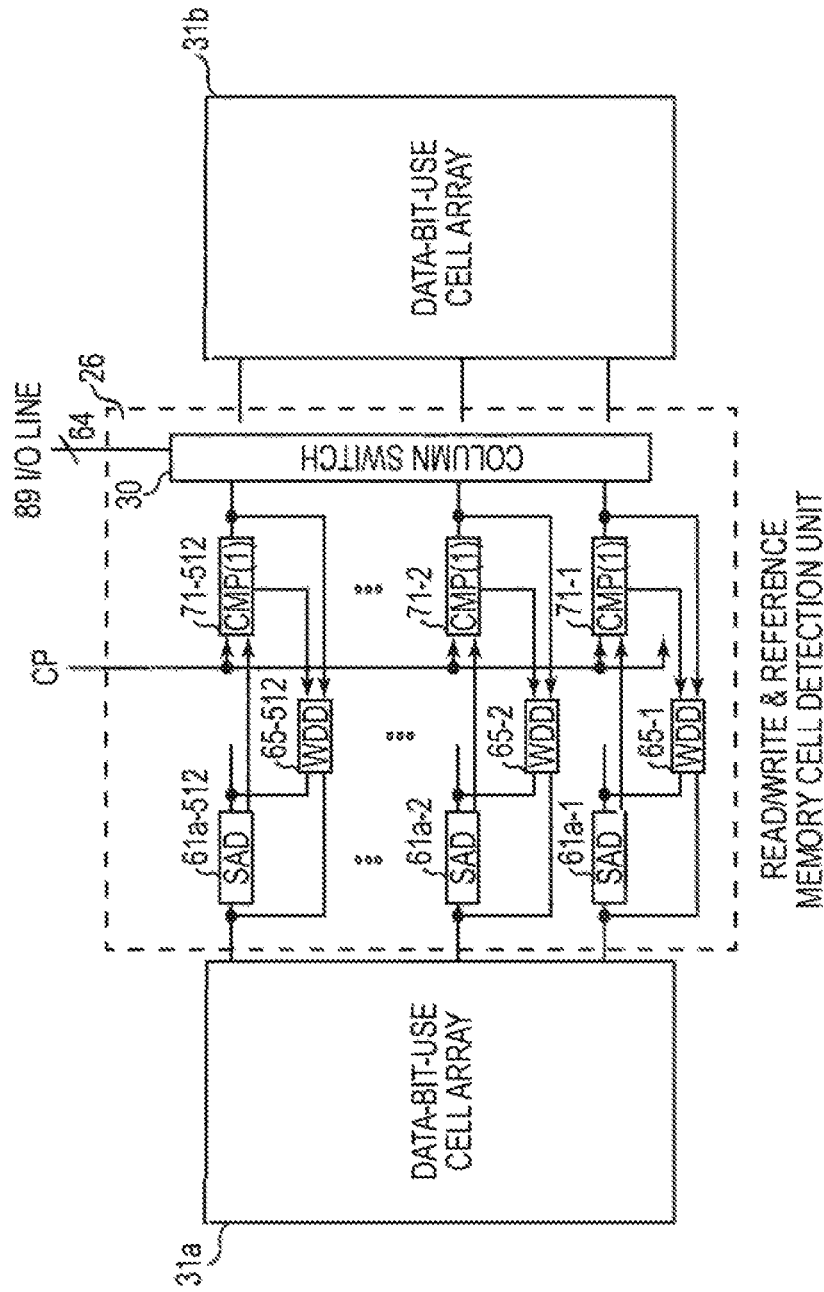 31a
DATA-BIT-USE
CELL ARRAY
31b
DATA-BIT-USE
CELL ARRAY
89 I/O LINE
64
26
30
COLUMN SWITCH
CP
61a-512
SAD
65-512
WDD
71-512
CMP(1)
61a-2
SAD
65-2
WDD
71-2
CMP(1)
61a-1
SAD
65-1
WDD
71-1
CMP(1)
READ/WRITE & REFERENCE
MEMORY CELL DETECTION UNIT